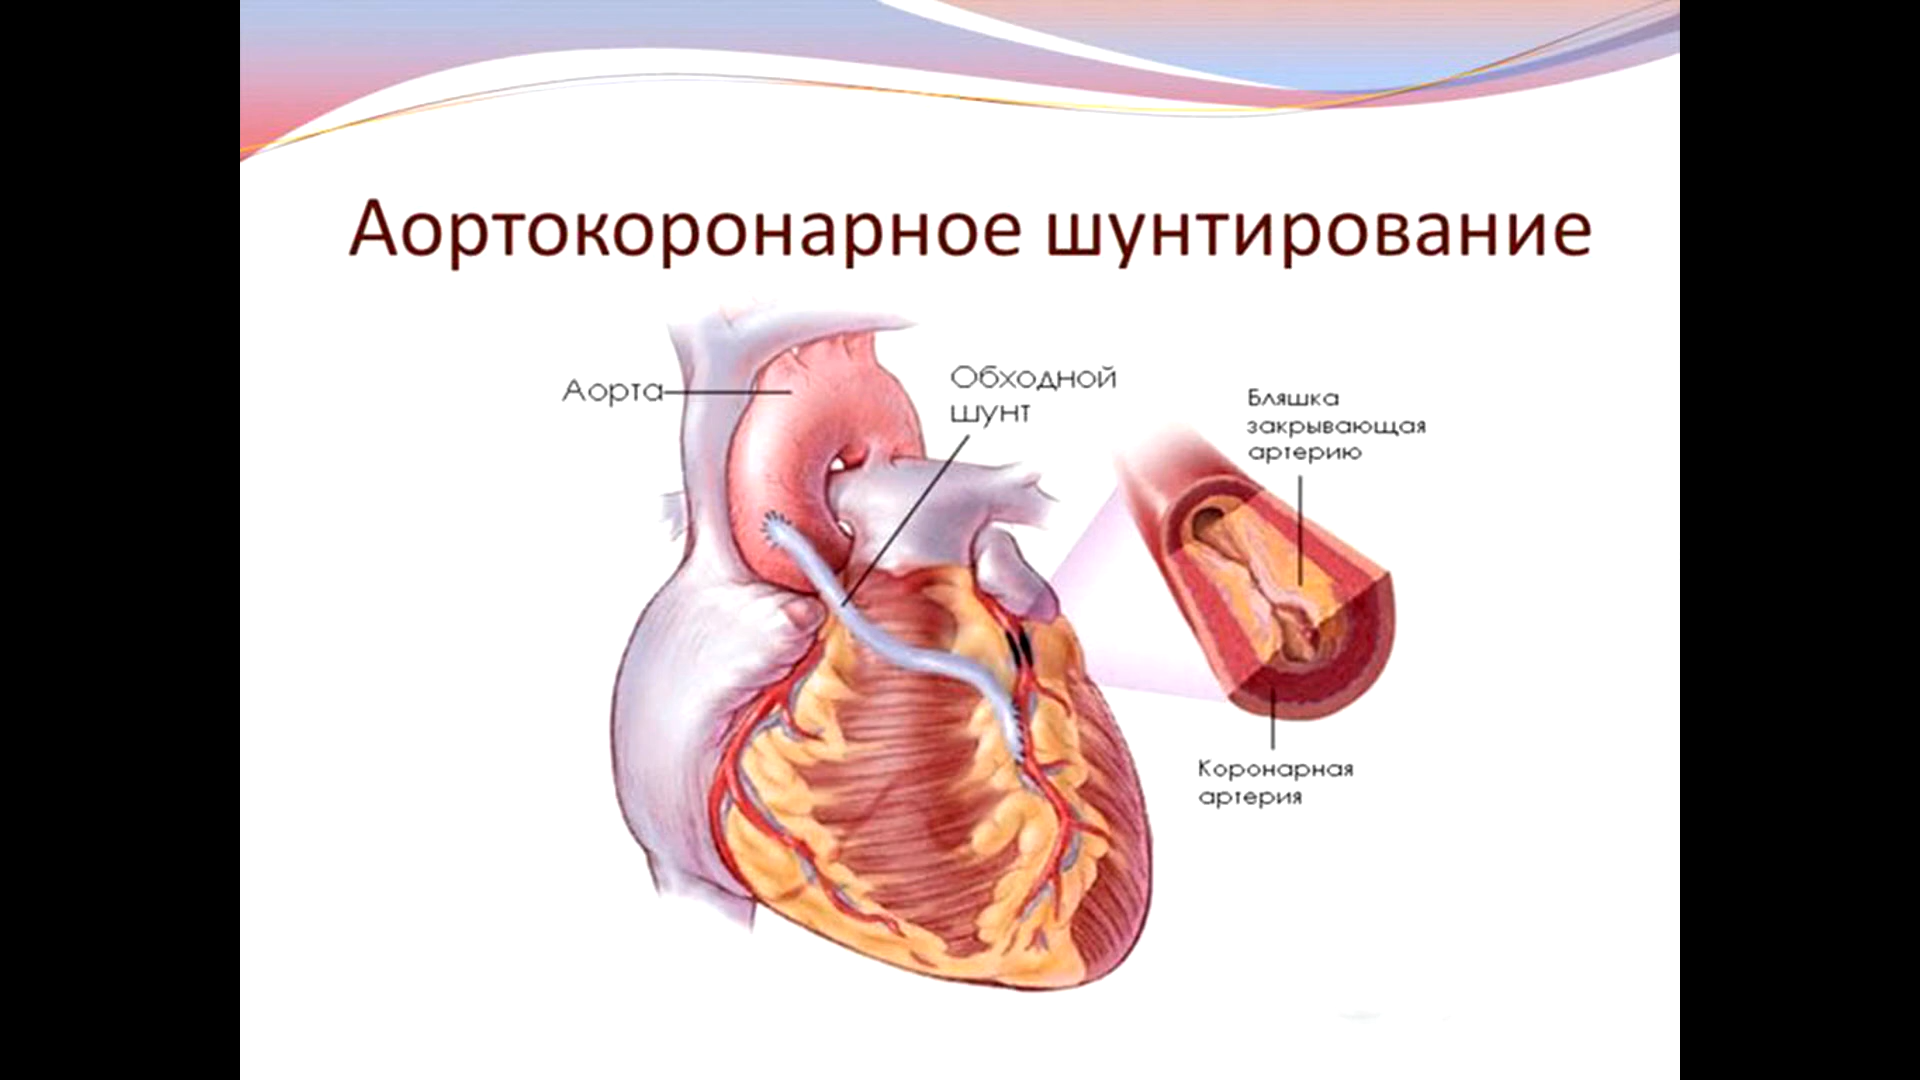 Аортокоронарное шунтирование
Аорта
Обходной
шунт
Бляшка
закрывающая
артерию
Коронарная
артерия